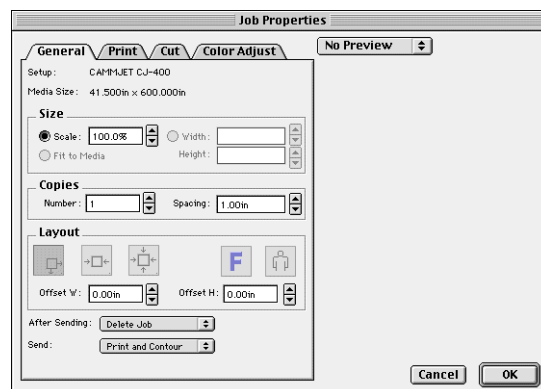 Job Properties
General Print Cut Color Adjust
No Preview
Setup: CAMMJET CJ-400
Media Size: 41.500in x 600.000in
Size
Scale: 100.0% Width:
Fit to Media Height:
Copies
Number: 1 Spacing: 1.00in
Layout
F
Offset W: 0.00in Offset H: 0.00in
After Sending: Delete Job
Send: Print and Contour
Cancel OK